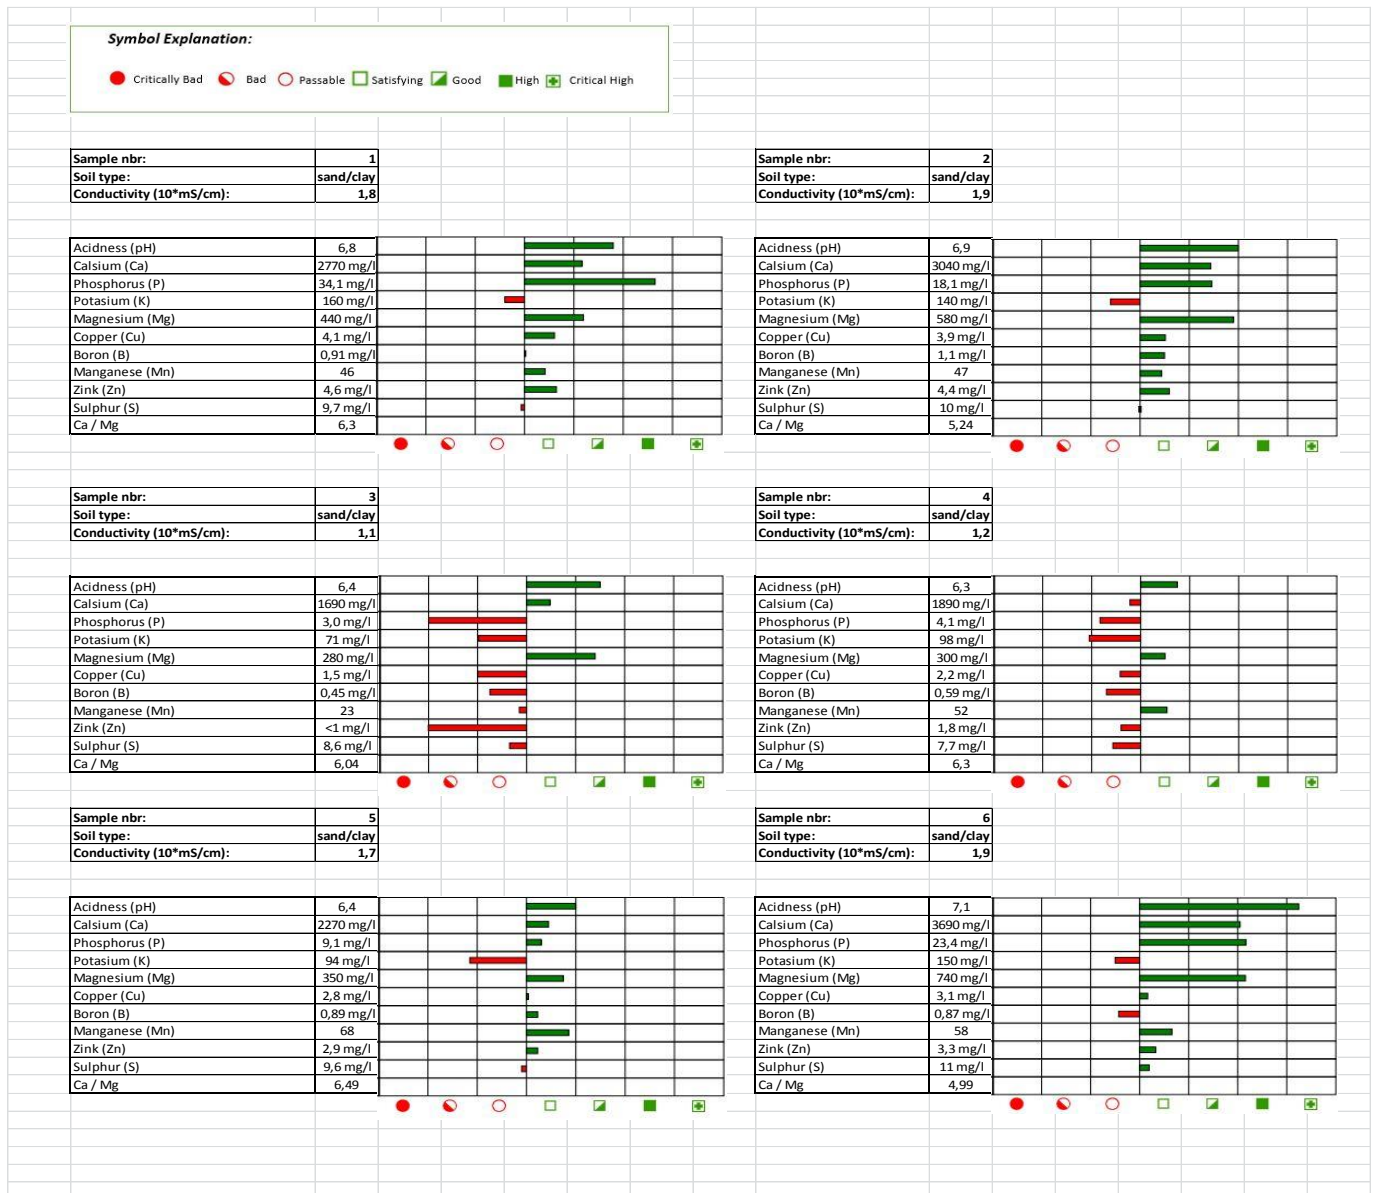 Symbol Explanation:
Critically Bad Bad Passable Satisfying Good High Critical High
Sample nbr: 1
Soil type: sand/clay
Conductivity (10*mS/cm): 1,8
Acidness (pH) 6,8
Calsium (Ca) 2770 mg/l
Phosphorus (P) 34,1 mg/l
Potasium (K) 160 mg/l
Magnesium (Mg) 440 mg/l
Copper (Cu) 4,1 mg/l
Boron (B) 0,91 mg/l
Manganese (Mn) 46
Zink (Zn) 4,6 mg/l
Sulphur (S) 9,7 mg/l
Ca / Mg 6,3
Sample nbr: 2
Soil type: sand/clay
Conductivity (10*mS/cm): 1,9
Acidness (pH) 6,9
Calsium (Ca) 3040 mg/l
Phosphorus (P) 18,1 mg/l
Potasium (K) 140 mg/l
Magnesium (Mg) 580 mg/l
Copper (Cu) 3,9 mg/l
Boron (B) 1,1 mg/l
Manganese (Mn) 47
Zink (Zn) 4,4 mg/l
Sulphur (S) 10 mg/l
Ca / Mg 5,24
Sample nbr: 3
Soil type: sand/clay
Conductivity (10*mS/cm): 1,1
Acidness (pH) 6,4
Calsium (Ca) 1690 mg/l
Phosphorus (P) 3,0 mg/l
Potasium (K) 71 mg/l
Magnesium (Mg) 280 mg/l
Copper (Cu) 1,5 mg/l
Boron (B) 0,45 mg/l
Manganese (Mn) 23
Zink (Zn) <1 mg/l
Sulphur (S) 8,6 mg/l
Ca / Mg 6,04
Sample nbr: 4
Soil type: sand/clay
Conductivity (10*mS/cm): 1,2
Acidness (pH) 6,3
Calsium (Ca) 1890 mg/l
Phosphorus (P) 4,1 mg/l
Potasium (K) 98 mg/l
Magnesium (Mg) 300 mg/l
Copper (Cu) 2,2 mg/l
Boron (B) 0,59 mg/l
Manganese (Mn) 52
Zink (Zn) 1,8 mg/l
Sulphur (S) 7,7 mg/l
Ca / Mg 6,3
Sample nbr: 5
Soil type: sand/clay
Conductivity (10*mS/cm): 1,7
Acidness (pH) 6,4
Calsium (Ca) 2270 mg/l
Phosphorus (P) 9,1 mg/l
Potasium (K) 94 mg/l
Magnesium (Mg) 350 mg/l
Copper (Cu) 2,8 mg/l
Boron (B) 0,89 mg/l
Manganese (Mn) 68
Zink (Zn) 2,9 mg/l
Sulphur (S) 9,6 mg/l
Ca / Mg 6,49
Sample nbr: 6
Soil type: sand/clay
Conductivity (10*mS/cm): 1,9
Acidness (pH) 7,1
Calsium (Ca) 3690 mg/l
Phosphorus (P) 23,4 mg/l
Potasium (K) 150 mg/l
Magnesium (Mg) 740 mg/l
Copper (Cu) 3,1 mg/l
Boron (B) 0,87 mg/l
Manganese (Mn) 58
Zink (Zn) 3,3 mg/l
Sulphur (S) 11 mg/l
Ca / Mg 4,99